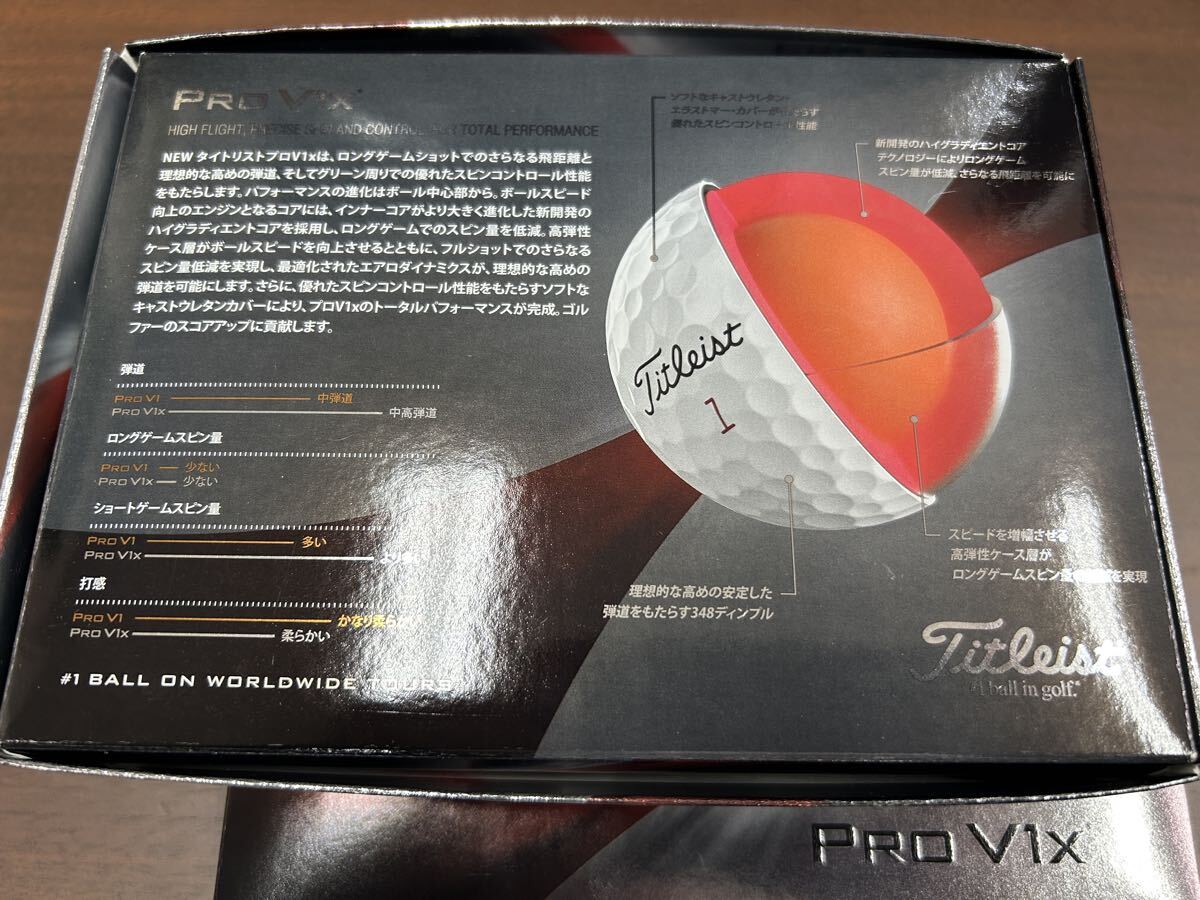 PRO V1x
HIGH FLIGHT, PRECISE SPIN AND CONTROL FOR TOTAL PERFORMANCE
NEW タイトリストプロV1xは、ロングゲームショットでのさらなる飛距離と
理想的な高めの弾道、そしてグリーン周りでの優れたスピンコントロール性能
をもたらします。パフォーマンスの進化はボール中心部から。ボールスピード
向上のエンジンとなるコアには、インナーコアがより大きく進化した新開発の
ハイグラディエントコアを採用し、ロングゲームでのスピン量を低減。高弾性
ケース層がボールスピードを向上させるとともに、フルショットでのさらなる
スピン量低減を実現し、最適化されたエアロダイナミクスが、理想的な高めの
弾道を可能にします。さらに、優れたスピンコントロール性能をもたらすソフトな
キャストウレタンカバーにより、プロV1xのトータルパフォーマンスが完成。ゴル
ファーのスコアアップに貢献します。
弾道
PRO V1 中弾道
PRO V1x 中高弾道
ロングゲームスピン量
PRO V1 少ない
PRO V1x 少ない
ショートゲームスピン量
PRO V1 多い
PRO V1x
打感
PRO V1 かなり柔らかい
PRO V1x 柔らかい
#1 BALL ON WORLDWIDE TOURS
ソフトなキャストウレタン・
エラストマー・カバーがもたらす
優れたスピンコントロール性能
新開発のハイグラディエントコア
テクノロジーによりロングゲーム
スピン量が低減、さらなる飛距離を可能に
Titleist
1
スピードを増幅させる
高弾性ケース層が
ロングゲームスピン量 を実現
理想的な高めの安定した
弾道をもたらす348ディンプル
Titleist
#1 ball in golf.®
PRO V1x